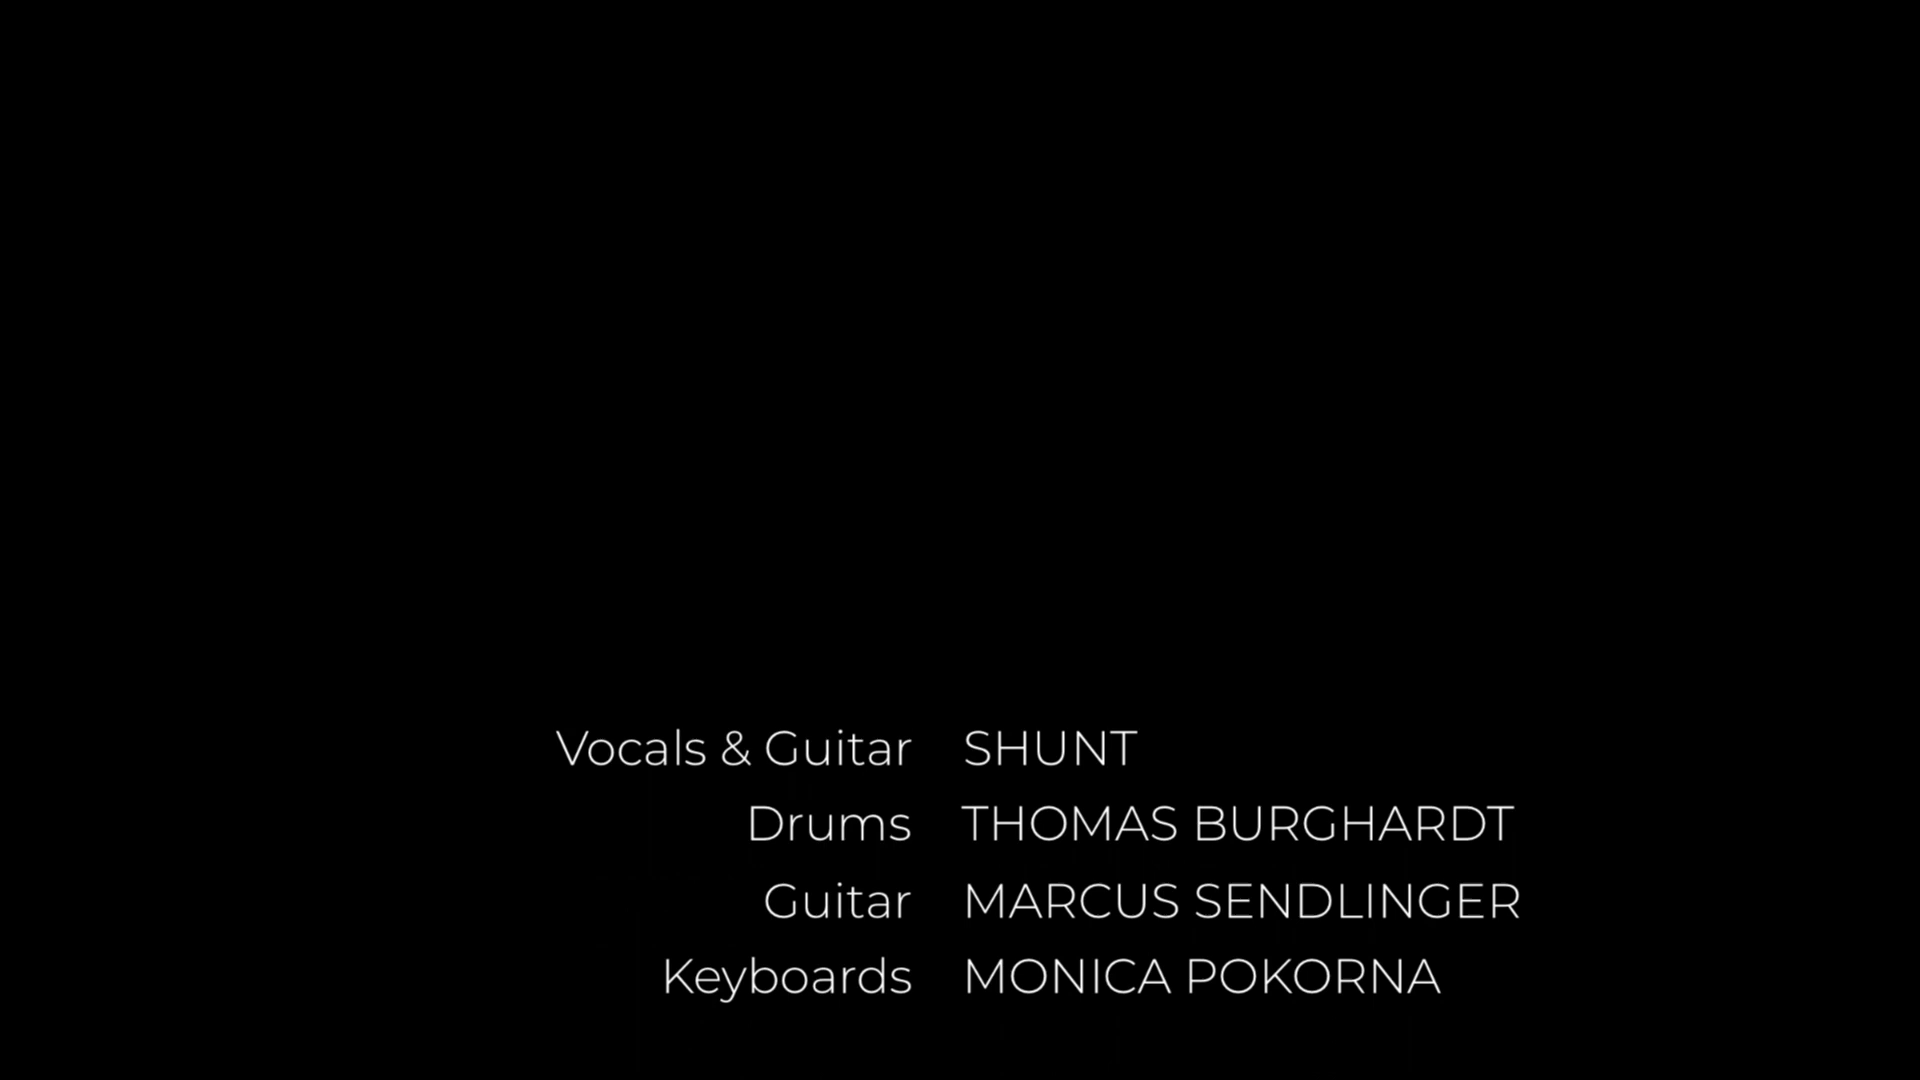 Vocals & Guitar SHUNT
Drums THOMAS BURGHARDT
Guitar MARCUS SENDLINGER
Keyboards MONICA POKORNA